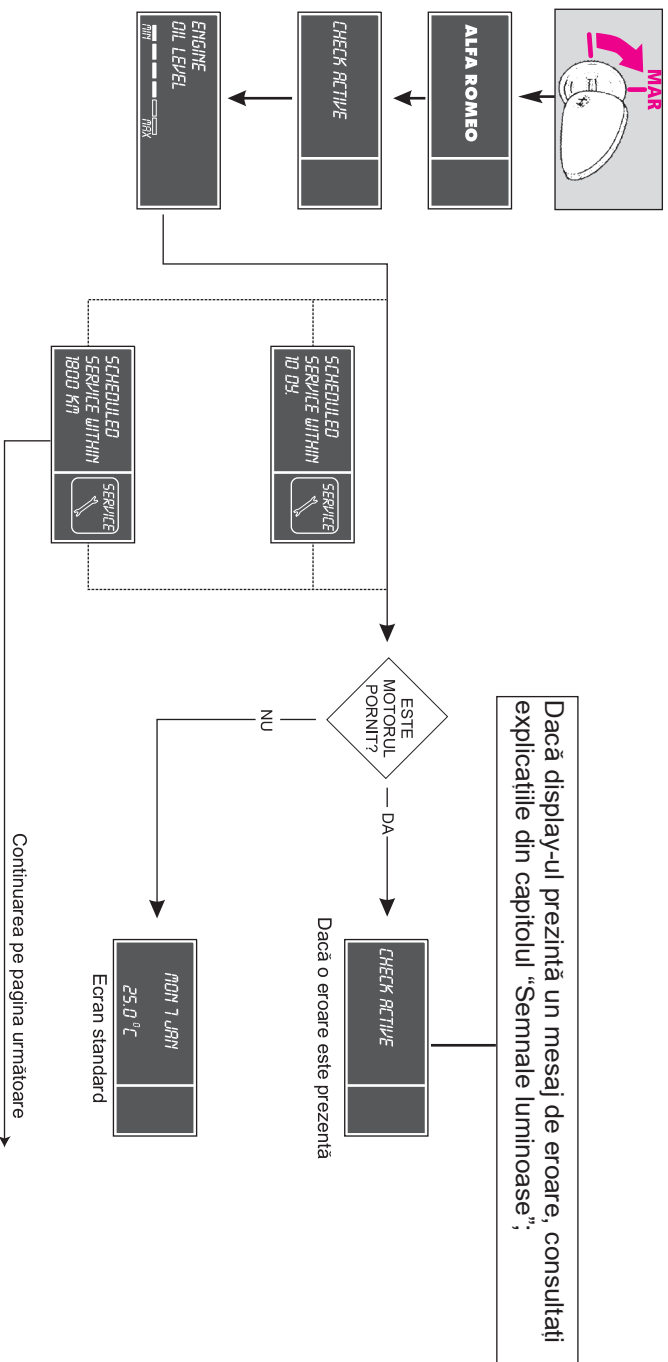 Dacă display-ul prezintă un mesaj de eroare, consultați
explicațiile din capitolul “Semnale luminoase”;
MAR
ALFA ROMEO
CHECK ACTIVE
ENGINE
OIL LEVEL
MIN
MAX
SCHEDULED
SERVICE WITHIN
10 DY.
SERVICE
SCHEDULED
SERVICE WITHIN
1800 KM
SERVICE
ESTE
MOTORUL
PORNIT?
DA
NU
CHECK ACTIVE
Dacă o eroare este prezentă
MON 7 JAN
25.0 °C
Ecran standard
Continuarea pe pagina următoare